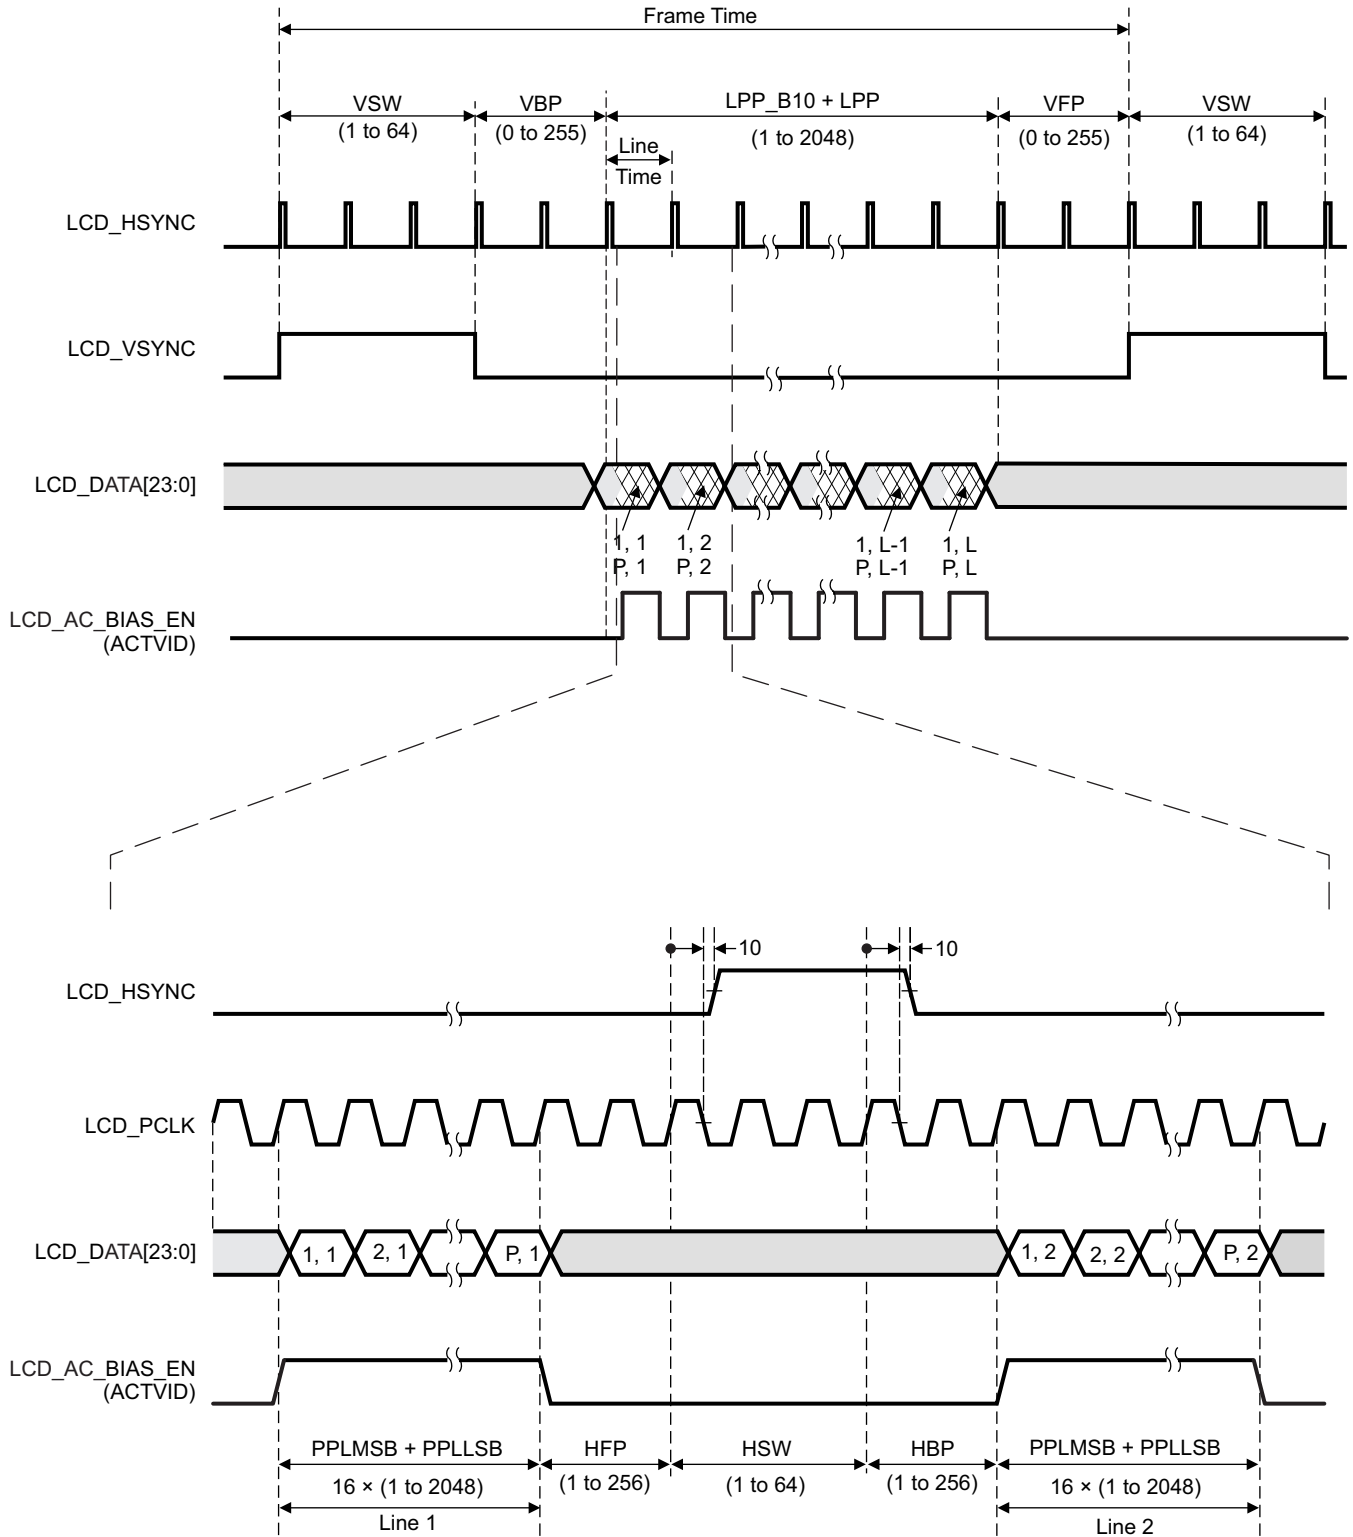 Frame Time
VSW
(1 to 64)
VBP
(0 to 255)
LPP_B10 + LPP
(1 to 2048)
VFP
(0 to 255)
VSW
(1 to 64)
Line
Time
LCD_HSYNC
LCD_VSYNC
LCD_DATA[23:0]
1, 1
P, 1
1, 2
P, 2
1, L-1
P, L-1
1, L
P, L
LCD_AC_BIAS_EN
(ACTVID)
10
10
LCD_HSYNC
LCD_PCLK
LCD_DATA[23:0]
1, 1
2, 1
P, 1
1, 2
2, 2
P, 2
LCD_AC_BIAS_EN
(ACTVID)
PPLMSB + PPLLSB
16 × (1 to 2048)
Line 1
HFP
(1 to 256)
HSW
(1 to 64)
HBP
(1 to 256)
PPLMSB + PPLLSB
16 × (1 to 2048)
Line 2